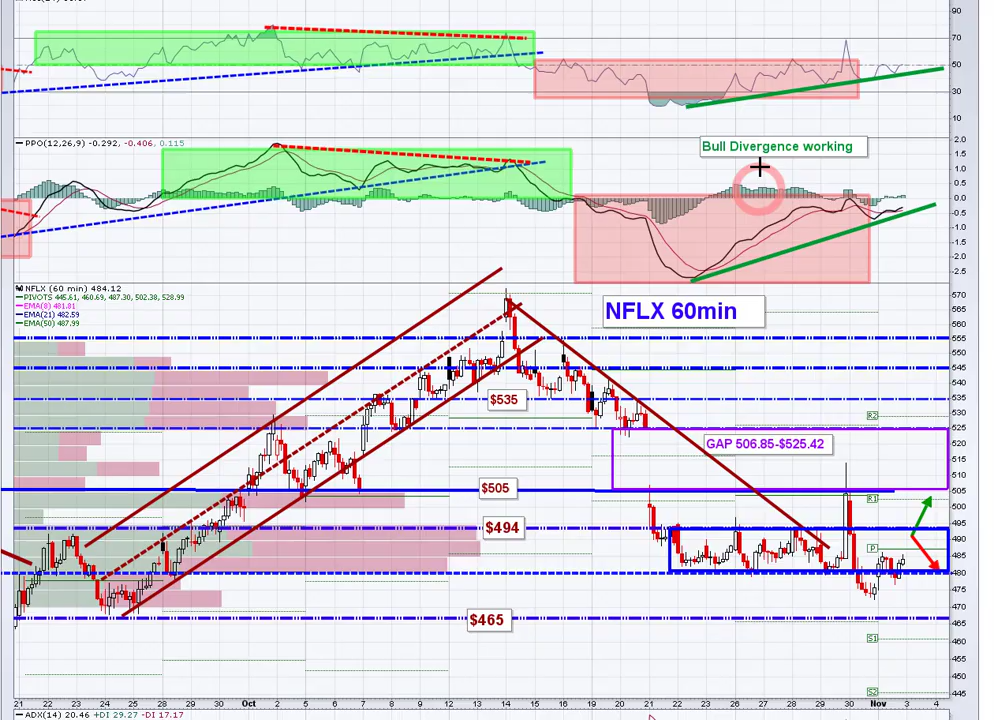 90
70
50
30
10
PPO(12,26,9) -0.292, -0.406, 0.115
Bull Divergence working
2.0
1.5
1.0
0.5
0.0
-0.5
-1.0
-1.5
-2.0
-2.5
NFLX (60 min) 484.12
PIVOTS 445.61, 460.69, 487.30, 502.38, 528.99
EMA(8) 481.81
EMA(21) 482.59
EMA(50) 487.99
NFLX 60min
570
565
560
555
550
545
540
535
530
525
520
515
510
505
500
495
490
485
480
475
470
465
460
455
450
445
$535
R2
GAP 506.85-$525.42
$505
R1
$494
P
$465
S1
S2
21 22 23 24 25 28 29 30 Oct 2 5 6 7 8 9 12 13 14 15 16 19 20 21 22 23 26 27 28 29 30 Nov 3 4
ADX(14) 20.46 +DI 29.27 -DI 17.17